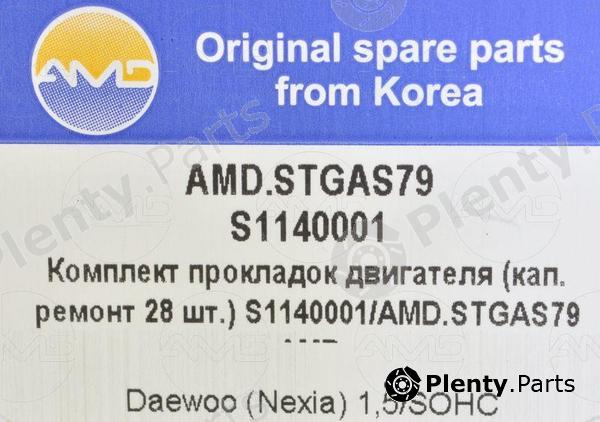 AMD
Original spare parts
from Korea
AMD.STGAS79
S1140001
Комплект прокладок двигателя (кап.
ремонт 28 шт.) S1140001/AMD.STGAS79
Daewoo (Nexia) 1,5/SOHC
Plenty.Parts